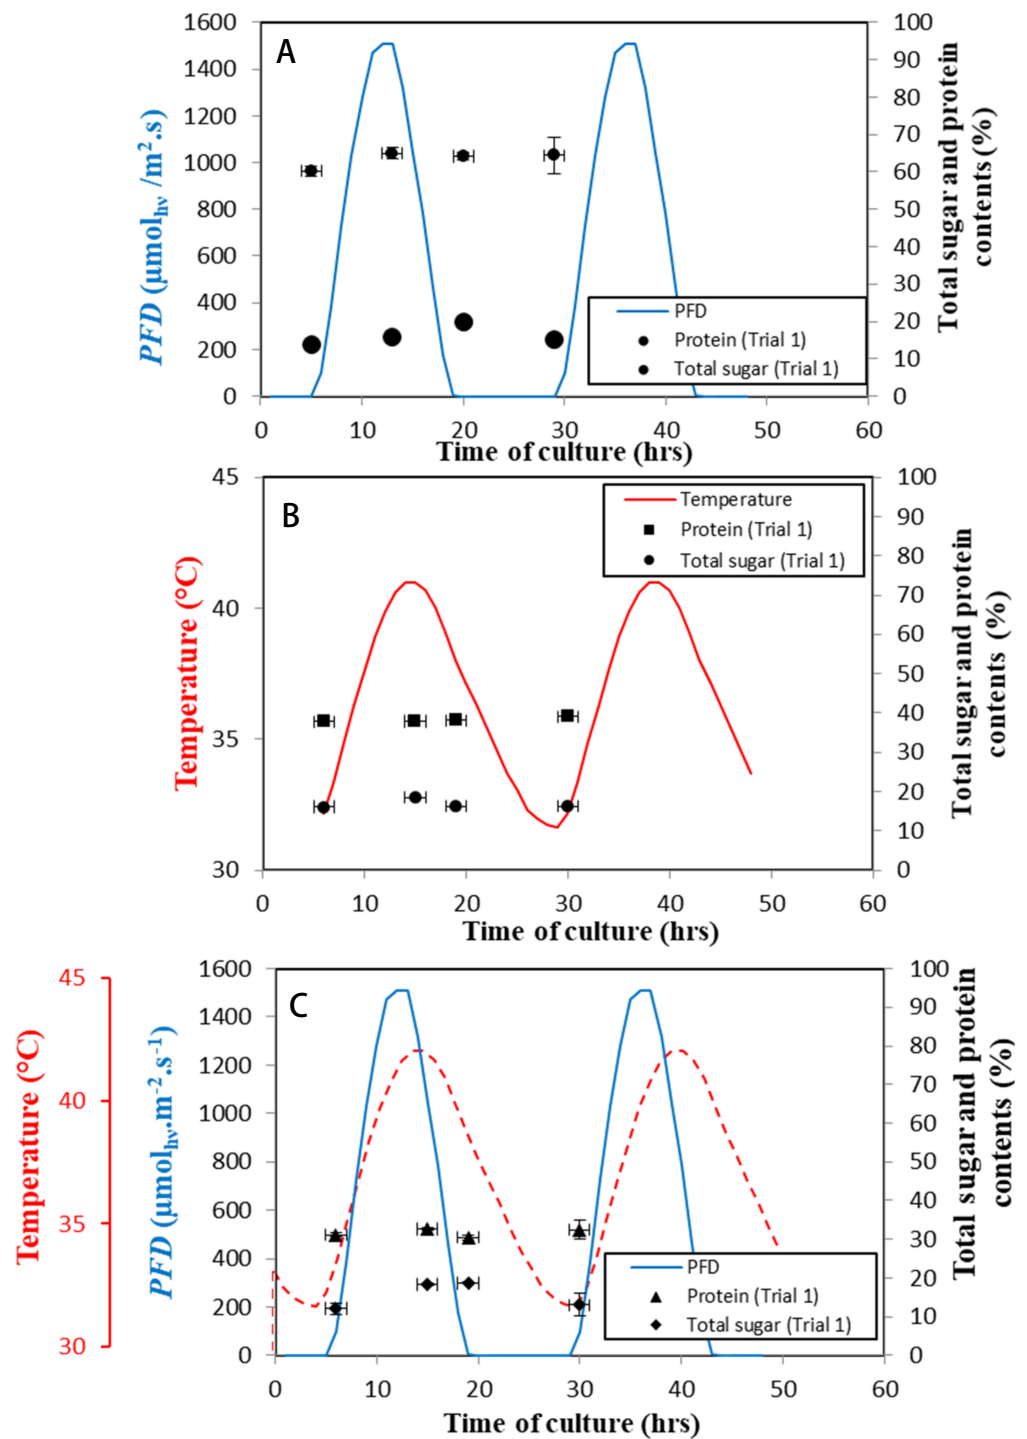 A
PFD (µmolhν /m2.s)
1600
1400
1200
1000
800
600
400
200
0
100
90
80
70
60
50
40
30
20
10
0
Total sugar and protein
contents (%)
PFD
Protein (Trial 1)
Total sugar (Trial 1)
0 10 20 30 40 50 60
Time of culture (hrs)
B
Temperature (°C)
45
40
35
30
100
90
80
70
60
50
40
30
20
10
0
Total sugar and protein
contents (%)
Temperature
Protein (Trial 1)
Total sugar (Trial 1)
0 10 20 30 40 50 60
Time of culture (hrs)
C
Temperature (°C)
45
40
35
30
PFD (µmolhν.m-2.s-1)
1600
1400
1200
1000
800
600
400
200
0
100
90
80
70
60
50
40
30
20
10
0
Total sugar and protein
contents (%)
PFD
Protein (Trial 1)
Total sugar (Trial 1)
0 10 20 30 40 50 60
Time of culture (hrs)